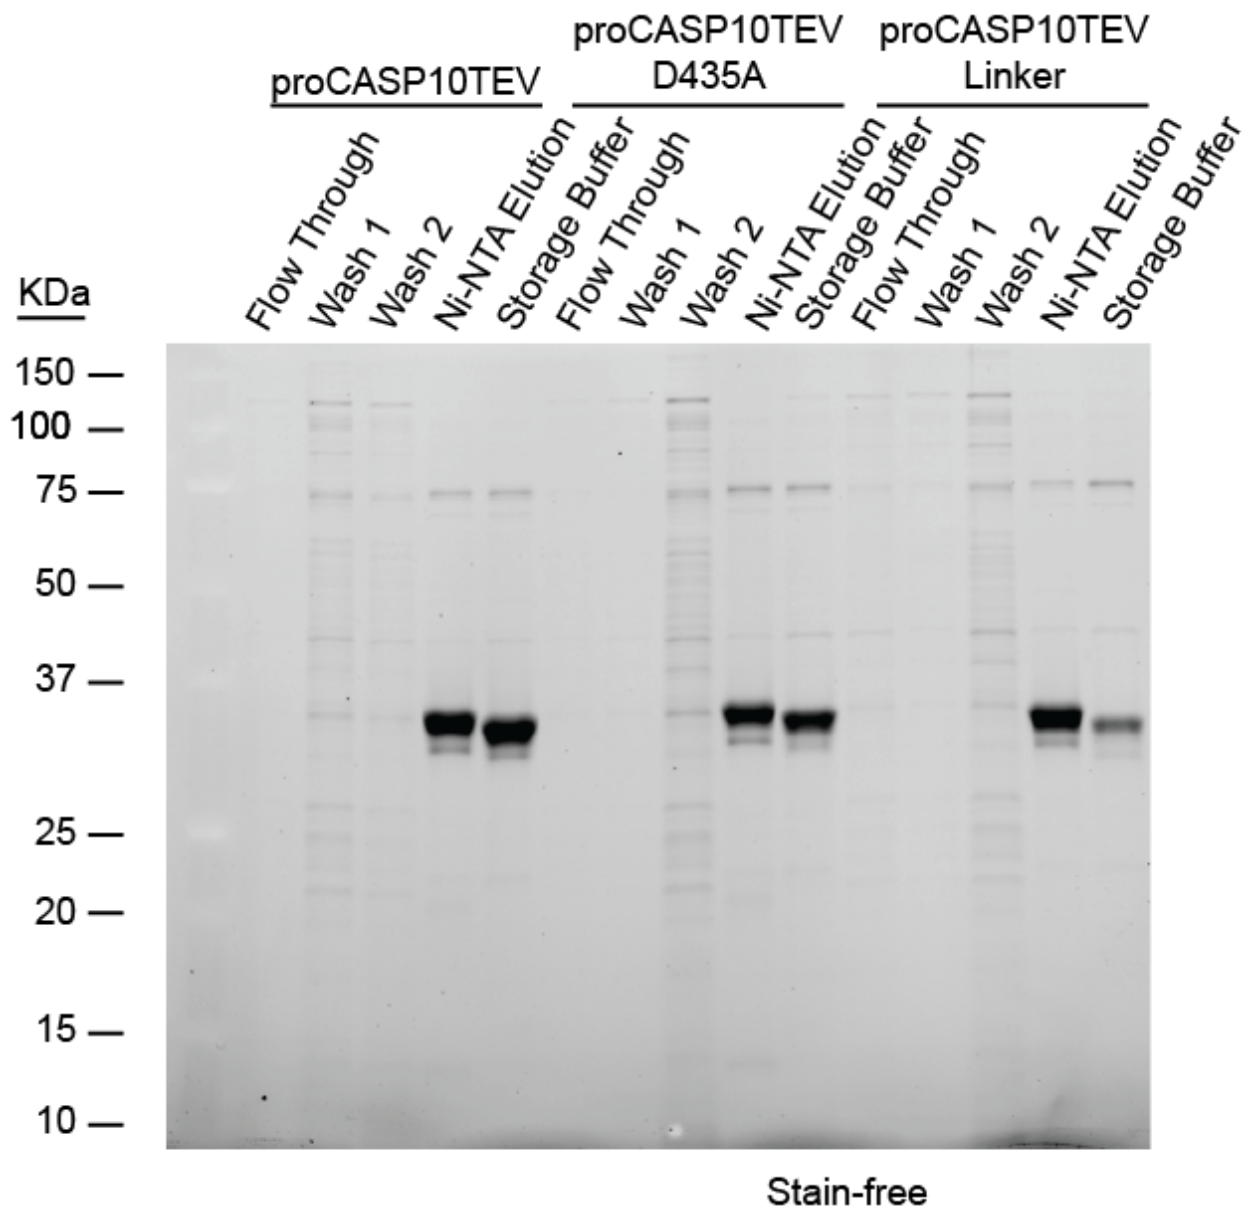 proCASP10TEV
proCASP10TEV
D435A
proCASP10TEV
Linker
Flow Through
Wash 1
Wash 2
Ni-NTA Elution
Storage Buffer
Flow Through
Wash 1
Wash 2
Ni-NTA Elution
Storage Buffer
Flow Through
Wash 1
Wash 2
Ni-NTA Elution
Storage Buffer
KDa
150
100
75
50
37
25
20
15
10
Stain-free